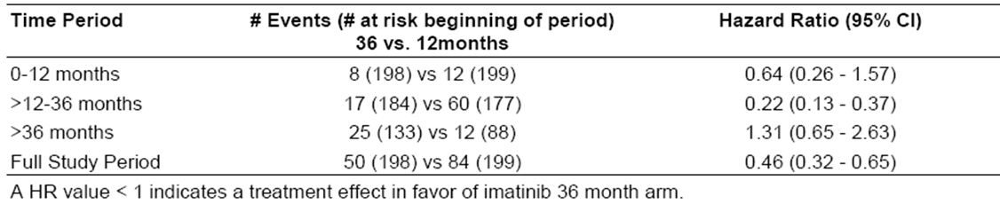 Time Period # Events (# at risk beginning of period) Hazard Ratio (95% CI)
36 vs. 12months
0-12 months 8 (198) vs 12 (199) 0.64 (0.26 - 1.57)
>12-36 months 17 (184) vs 60 (177) 0.22 (0.13 - 0.37)
>36 months 25 (133) vs 12 (88) 1.31 (0.65 - 2.63)
Full Study Period 50 (198) vs 84 (199) 0.46 (0.32 - 0.65)
A HR value < 1 indicates a treatment effect in favor of imatinib 36 month arm.